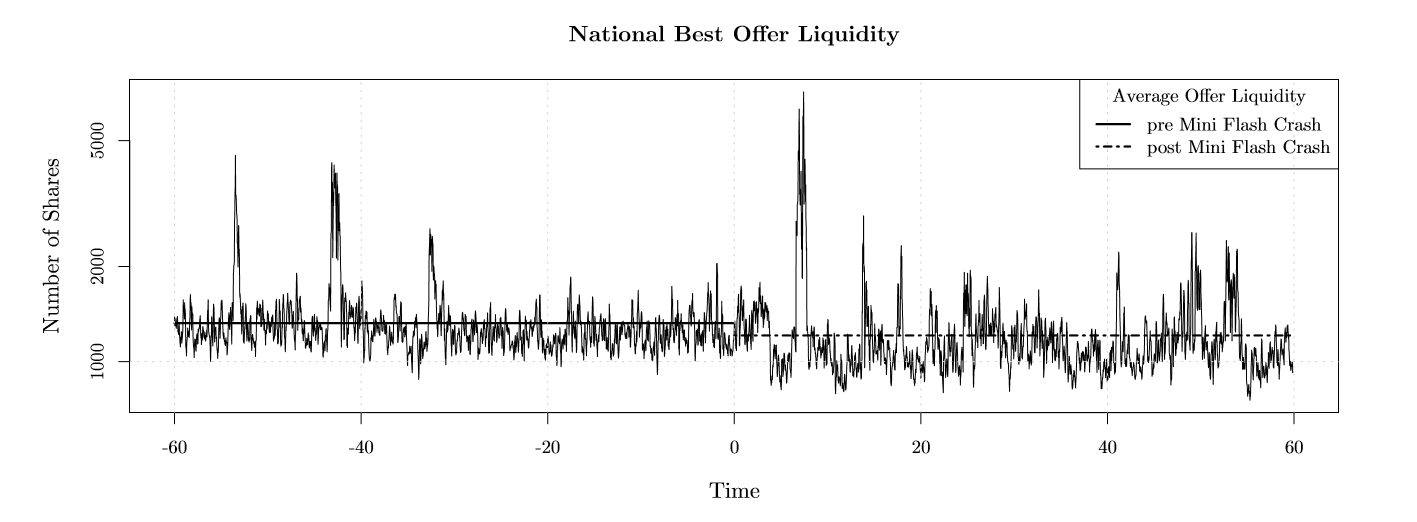 National Best Offer Liquidity
Average Offer Liquidity
pre Mini Flash Crash
post Mini Flash Crash
Number of Shares
5000
2000
1000
-60 -40 -20 0 20 40 60
Time